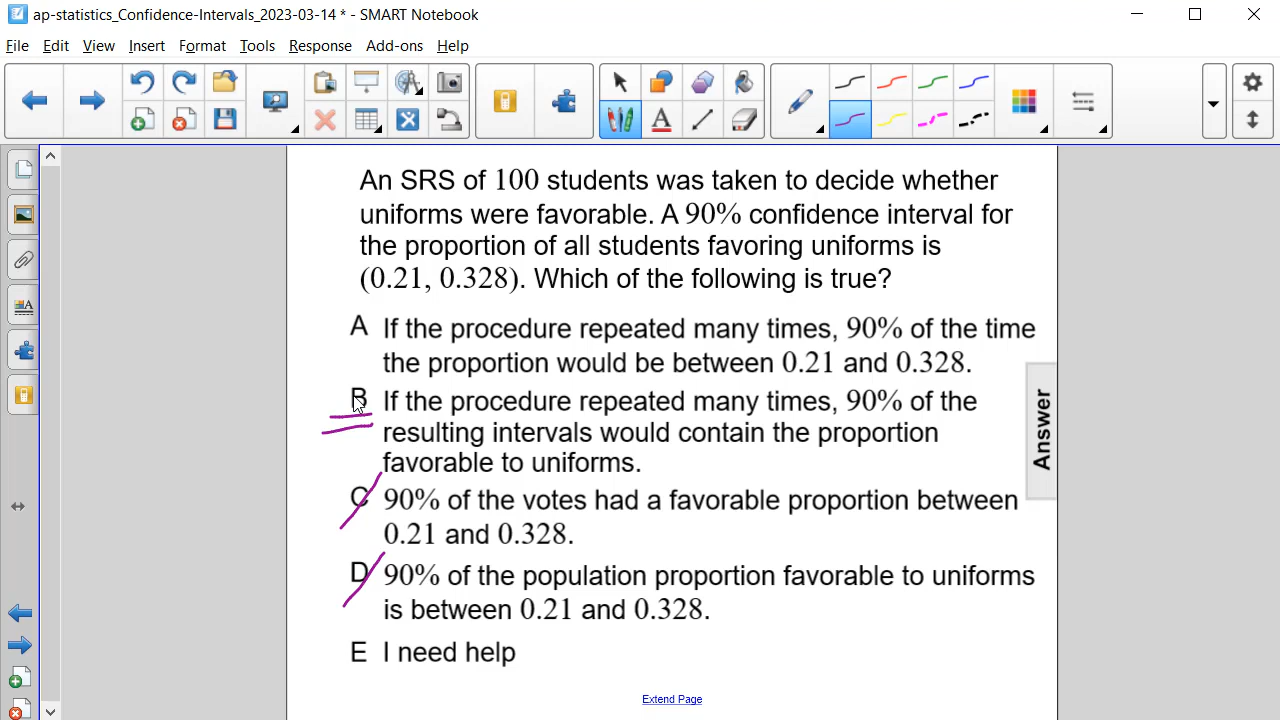 ap-statistics_Confidence-Intervals_2023-03-14 * - SMART Notebook
File Edit View Insert Format Tools Response Add-ons Help
An SRS of 100 students was taken to decide whether
uniforms were favorable. A 90% confidence interval for
the proportion of all students favoring uniforms is
(0.21, 0.328). Which of the following is true?
A If the procedure repeated many times, 90% of the time
the proportion would be between 0.21 and 0.328.
B If the procedure repeated many times, 90% of the
resulting intervals would contain the proportion
favorable to uniforms.
C 90% of the votes had a favorable proportion between
0.21 and 0.328.
D 90% of the population proportion favorable to uniforms
is between 0.21 and 0.328.
E I need help
Answer
Extend Page